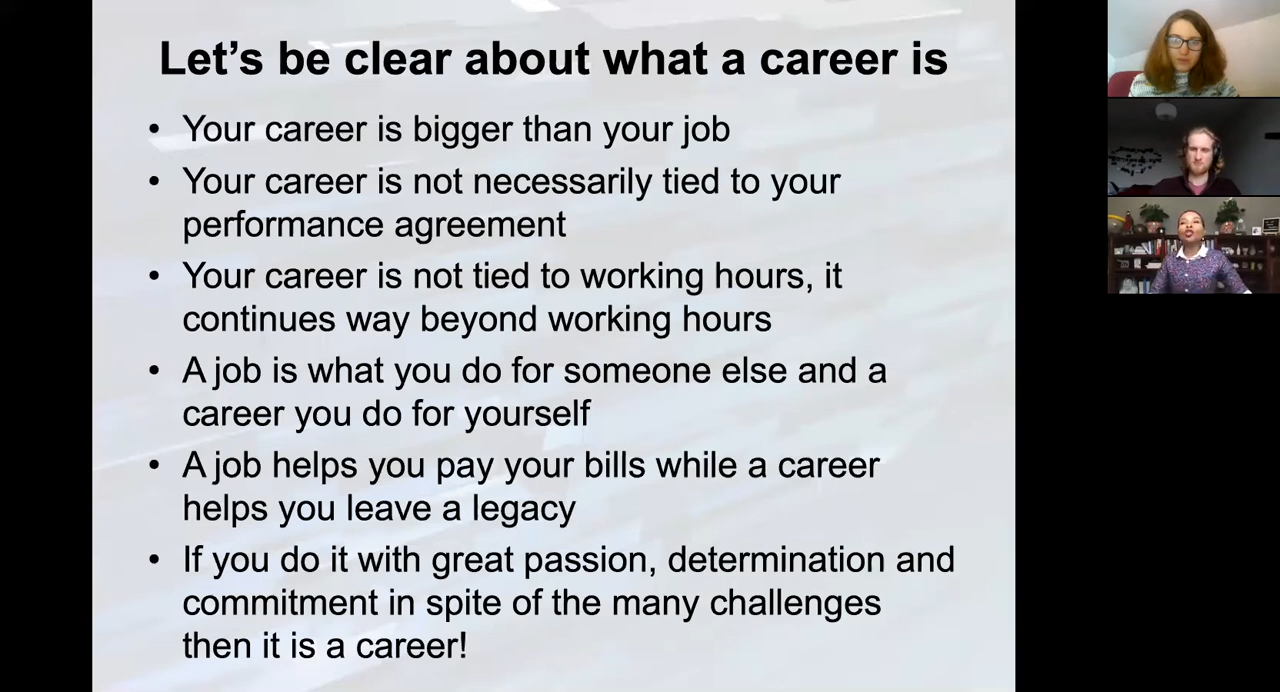 Let’s be clear about what a career is
• Your career is bigger than your job
• Your career is not necessarily tied to your
performance agreement
• Your career is not tied to working hours, it
continues way beyond working hours
• A job is what you do for someone else and a
career you do for yourself
• A job helps you pay your bills while a career
helps you leave a legacy
• If you do it with great passion, determination and
commitment in spite of the many challenges
then it is a career!